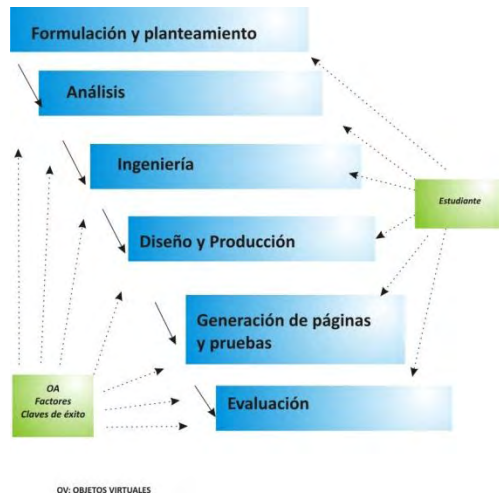 Formulación y planteamiento
Análisis
Ingeniería
Estudiante
Diseño y Producción
Generación de páginas
y pruebas
OA
Factores
Claves de éxito
Evaluación
OV: OBJETOS VIRTUALES